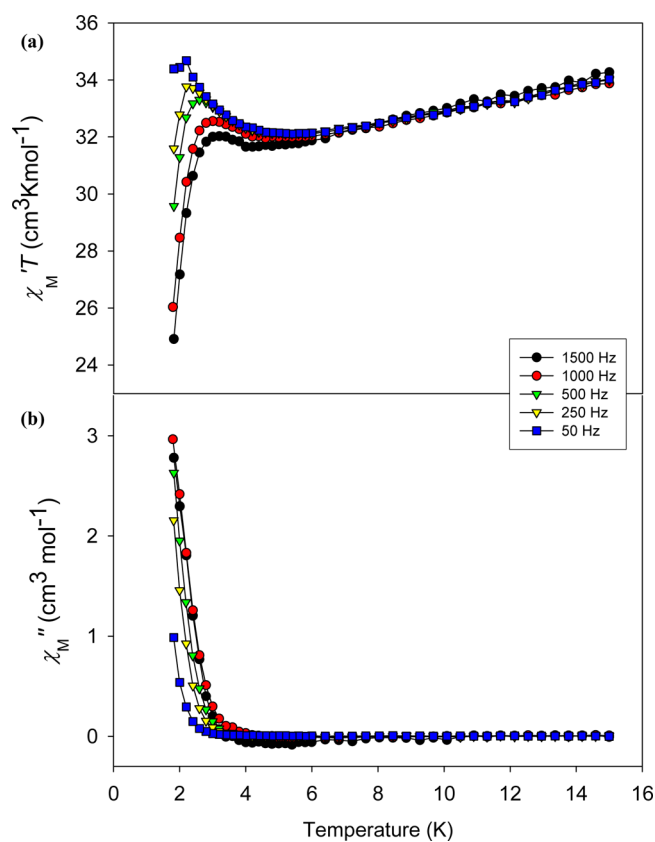 (a)
36
34
32
30
28
26
24
χM'T (cm³Kmol⁻¹)
1500 Hz
1000 Hz
500 Hz
250 Hz
50 Hz
(b)
3
2
1
0
χM'' (cm³ mol⁻¹)
0 2 4 6 8 10 12 14 16
Temperature (K)